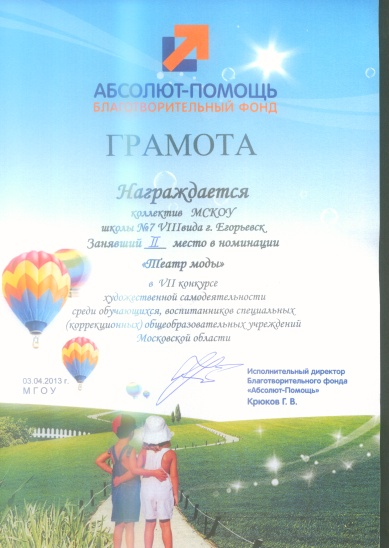 АБСОЛЮТ-ПОМОЩЬ
БЛАГОТВОРИТЕЛЬНЫЙ ФОНД
ГРАМОТА
Награждается
коллектив МСКОУ
школы №7 VIIIвида г. Егорьевск
Занявший II место в номинации
«Театр моды»
в VII конкурсе
художественной самодеятельности
среди обучающихся, воспитанников специальных
(коррекционных) общеобразовательных учреждений
Московской области
03.04.2013 г.
МГОУ
Исполнительный директор
Благотворительного фонда
«Абсолют-Помощь»
Крюков Г. В.